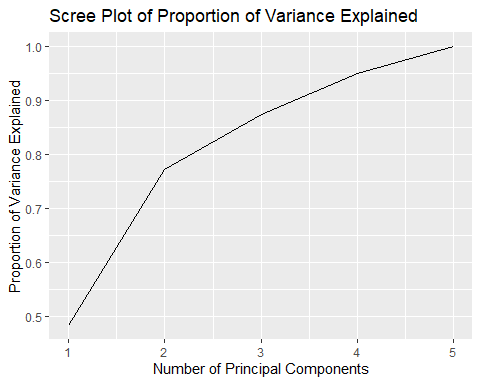 Scree Plot of Proportion of Variance Explained
1.0
0.9
0.8
0.7
0.6
0.5
Proportion of Variance Explained
1 2 3 4 5
Number of Principal Components